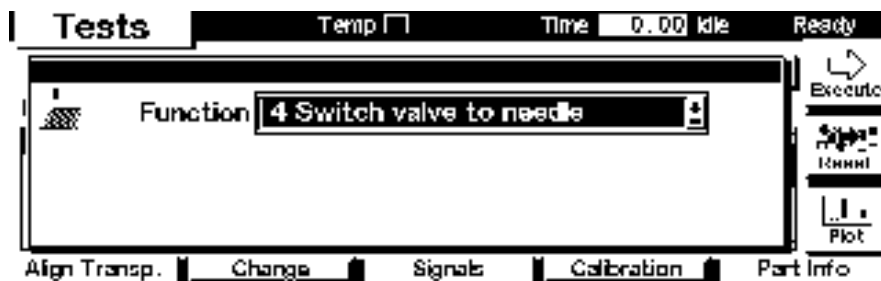 Tests Temp Time 0.00 Idle Ready
Execute
Function 4 Switch valve to needle
Reset
Plot
Align Transp. Change Signals Calibration Part Info